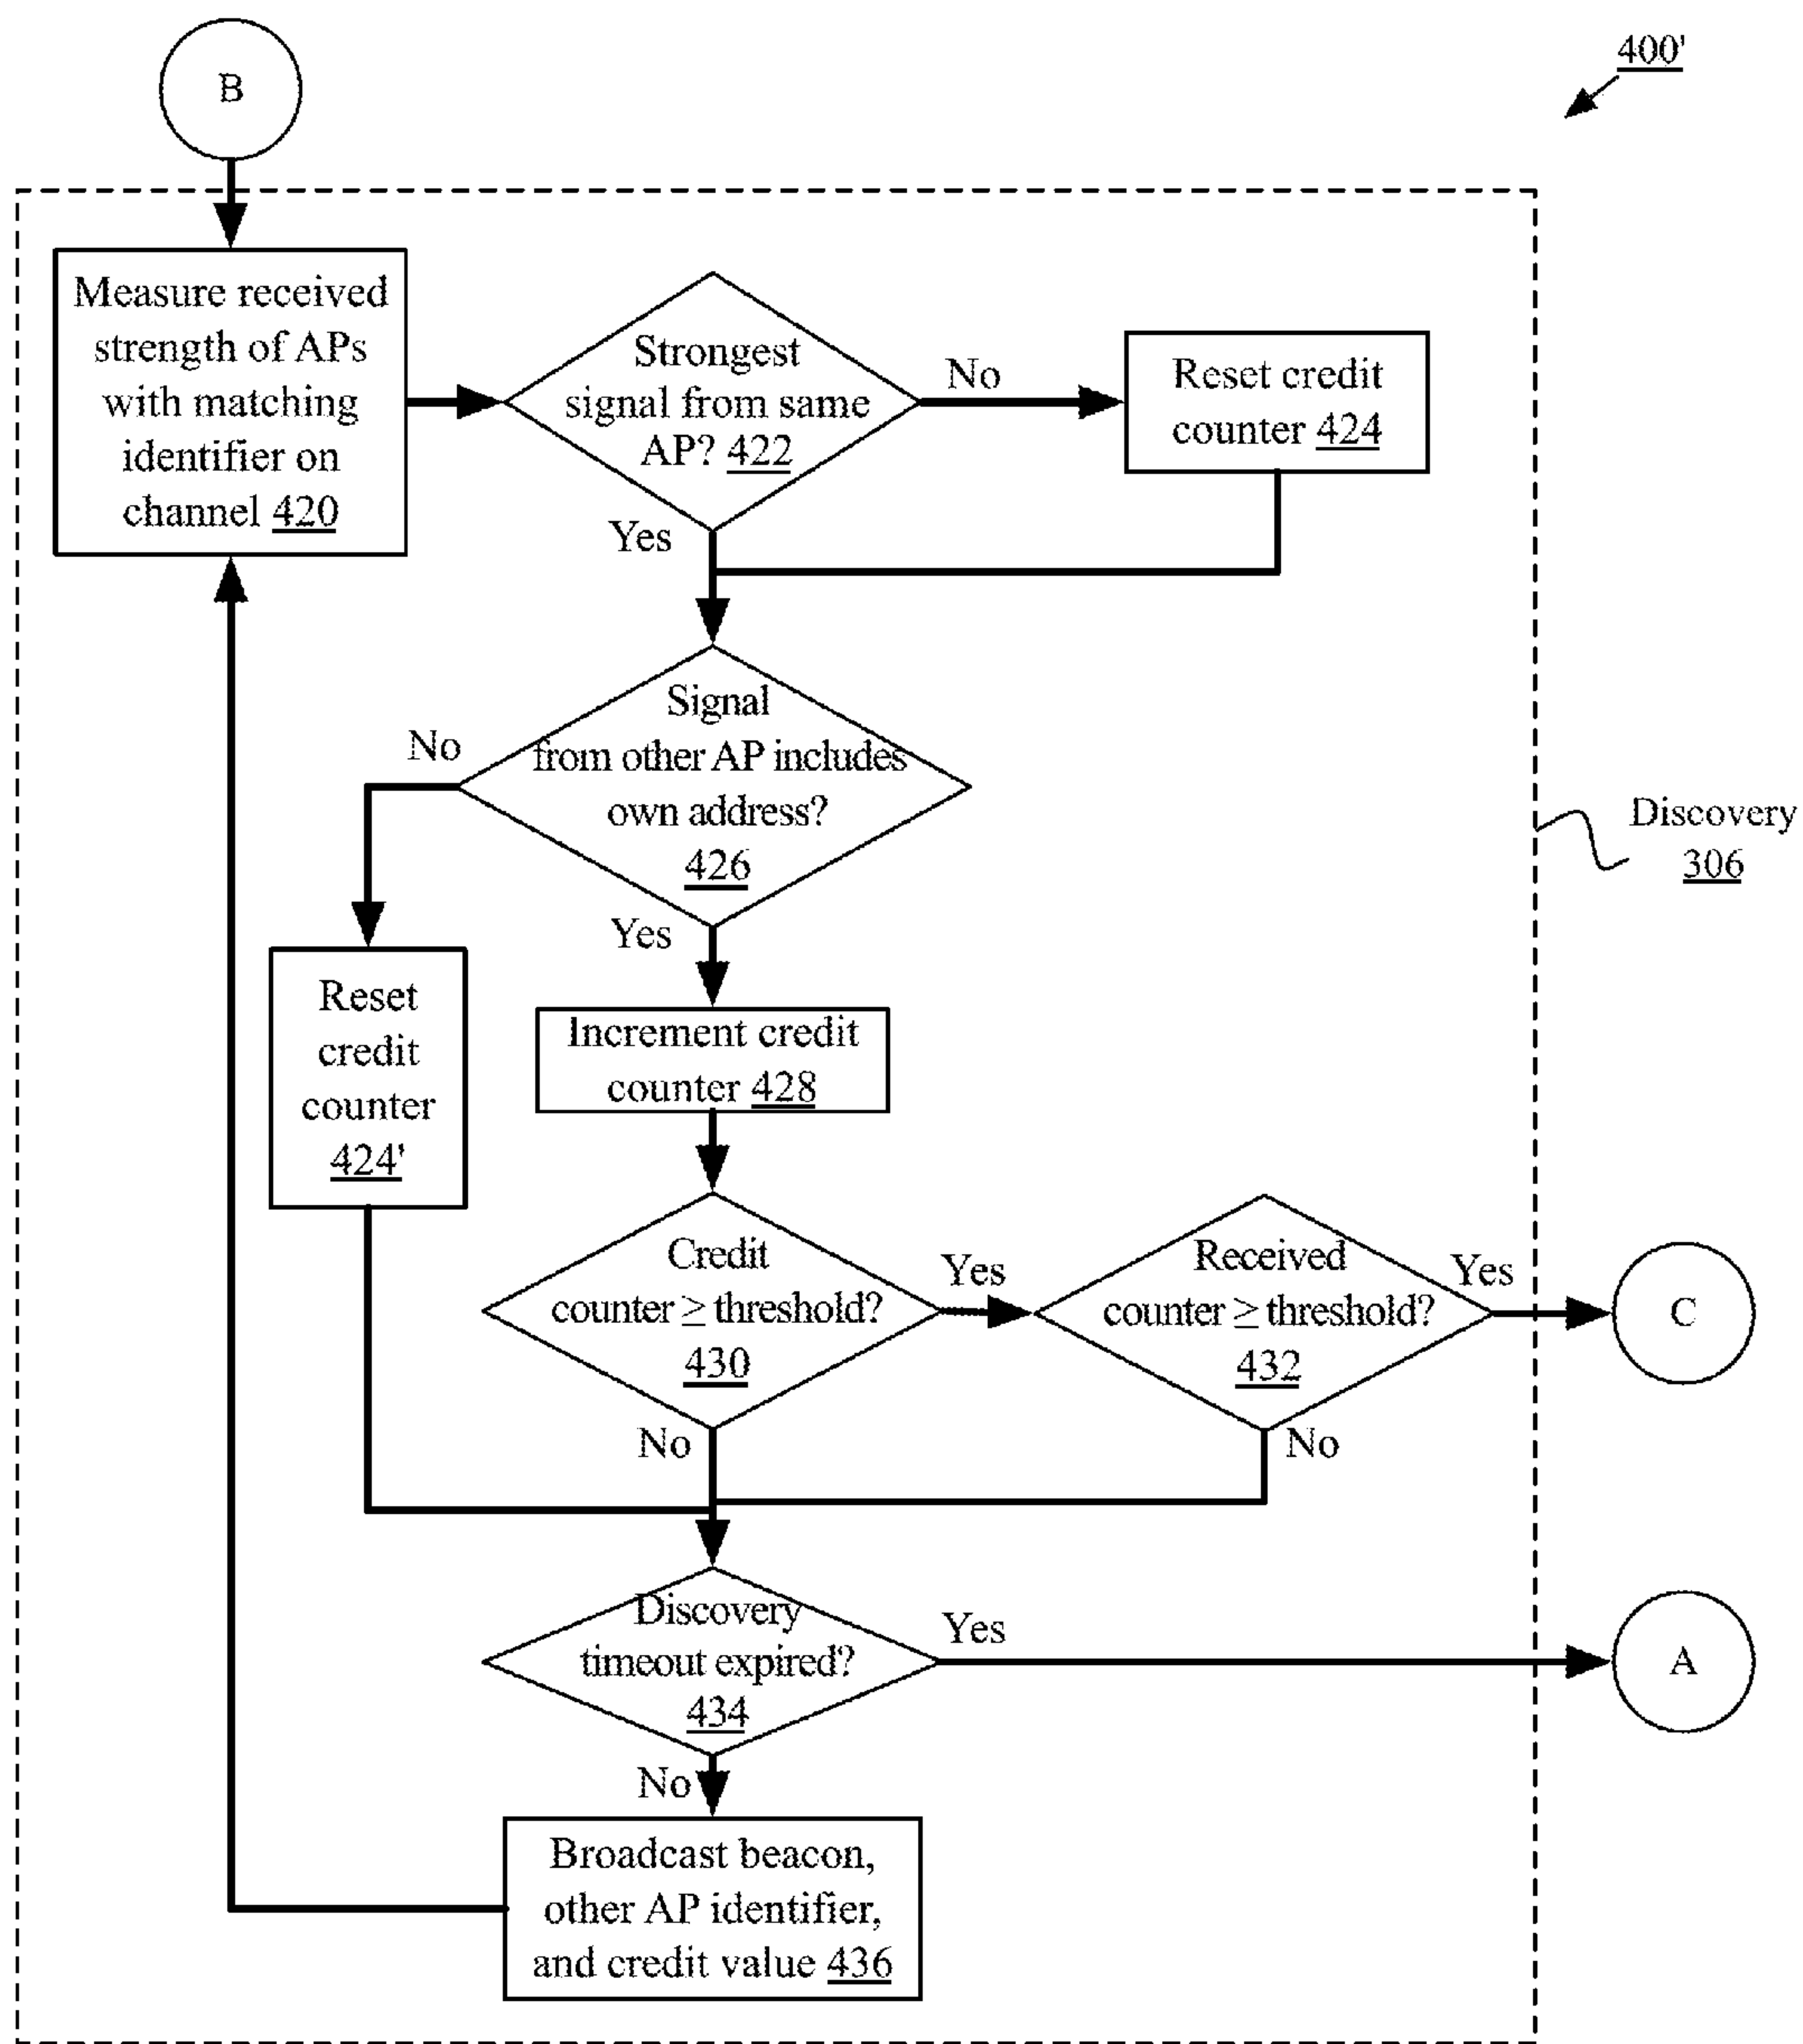 B
400'
Measure received
strength of APs
with matching
identifier on
channel 420
Strongest
signal from same
AP? 422
No
Reset credit
counter 424
Yes
Signal
from other AP includes
own address?
426
No
Yes
Discovery
306
Reset
credit
counter
424'
Increment credit
counter 428
Credit
counter ≥ threshold?
430
Yes
No
Received
counter ≥ threshold?
432
Yes
No
C
Discovery
timeout expired?
434
Yes
A
No
Broadcast beacon,
other AP identifier,
and credit value 436